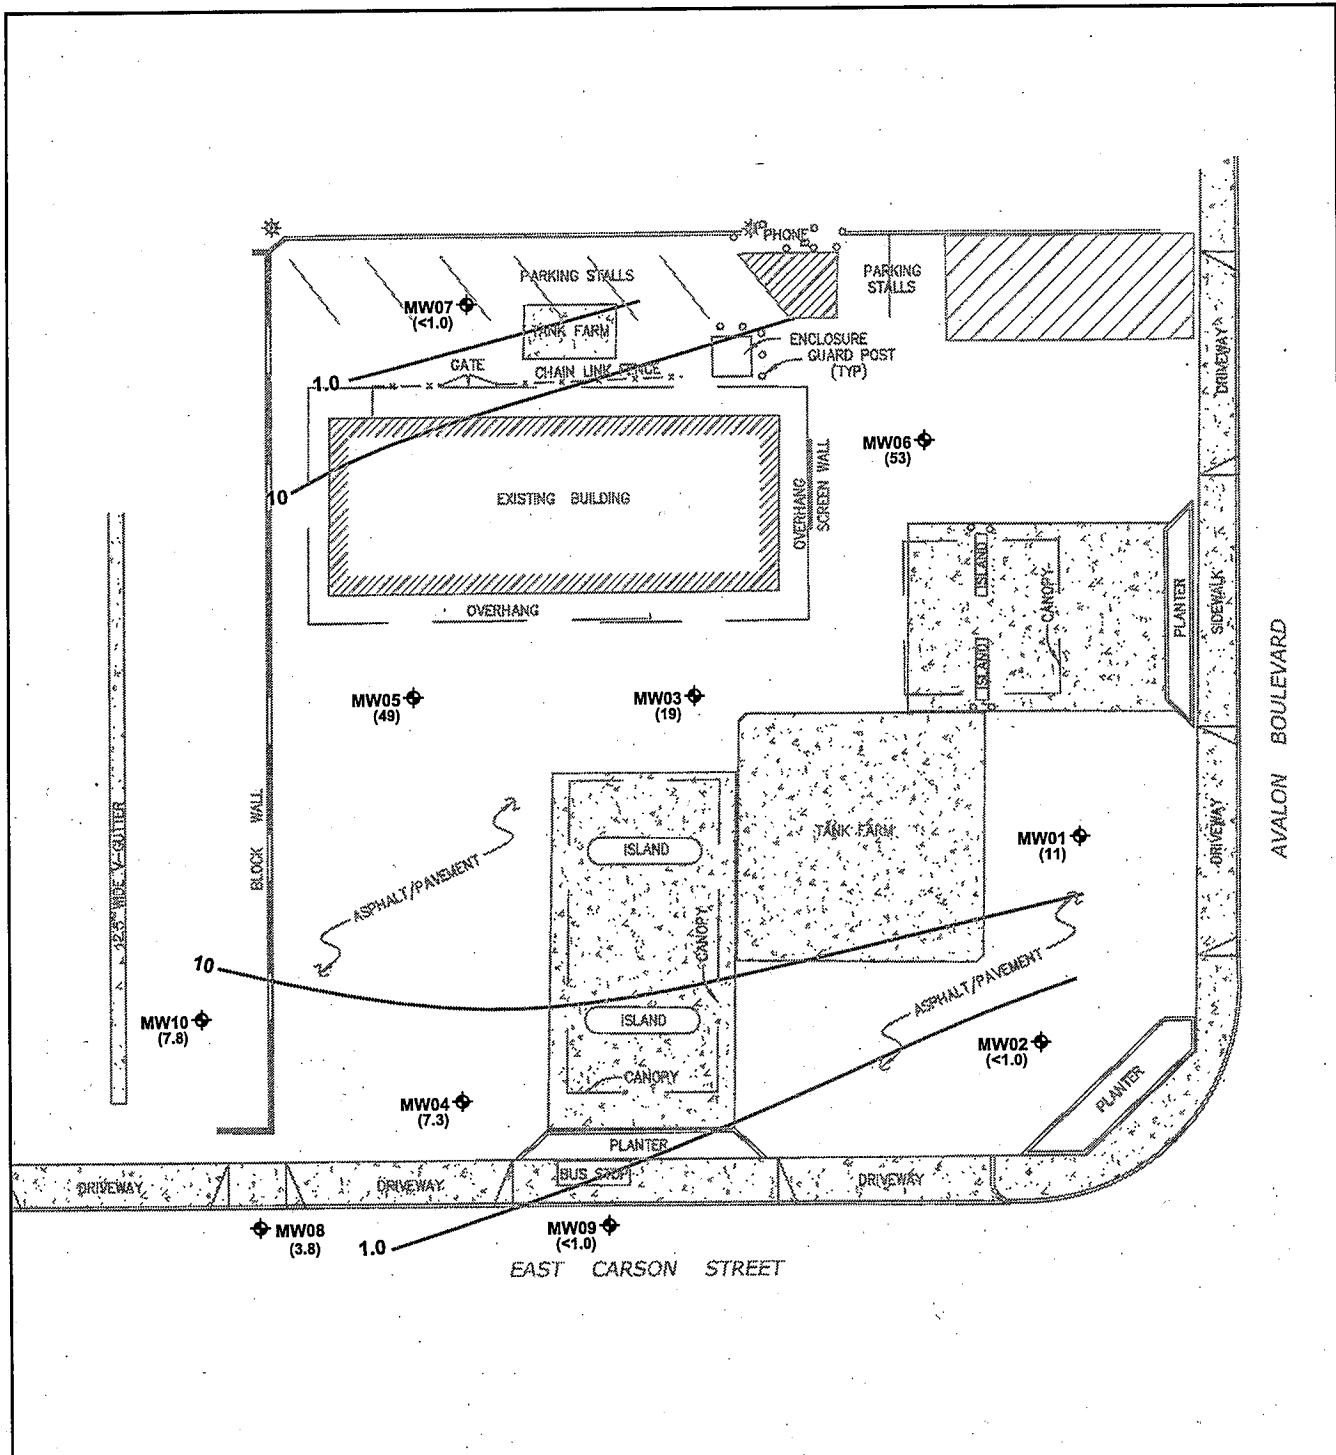 PHONE
PARKING STALLS
PARKING
STALLS
MW07
(<1.0)
TANK FARM
ENCLOSURE
GUARD POST
(TYP)
GATE
CHAIN LINK FENCE
1.0
DRIVEWAY
MW06
(53)
10
EXISTING BUILDING
OVERHANG
SCREEN WALL
ISLAND
CANOPY
PLANTER
SIDEWALK
OVERHANG
ISLAND
AVALON BOULEVARD
MW05
(49)
MW03
(19)
12.5" WIDE V-GUTTER
BLOCK WALL
ASPHALT/PAVEMENT
ISLAND
TANK FARM
MW01
(11)
DRIVEWAY
CANOPY
10
ASPHALT/PAVEMENT
MW10
(7.8)
ISLAND
MW02
(<1.0)
CANOPY
PLANTER
MW04
(7.3)
PLANTER
DRIVEWAY
DRIVEWAY
BUS STOP
DRIVEWAY
MW08
(3.8)
1.0
MW09
(<1.0)
EAST CARSON STREET